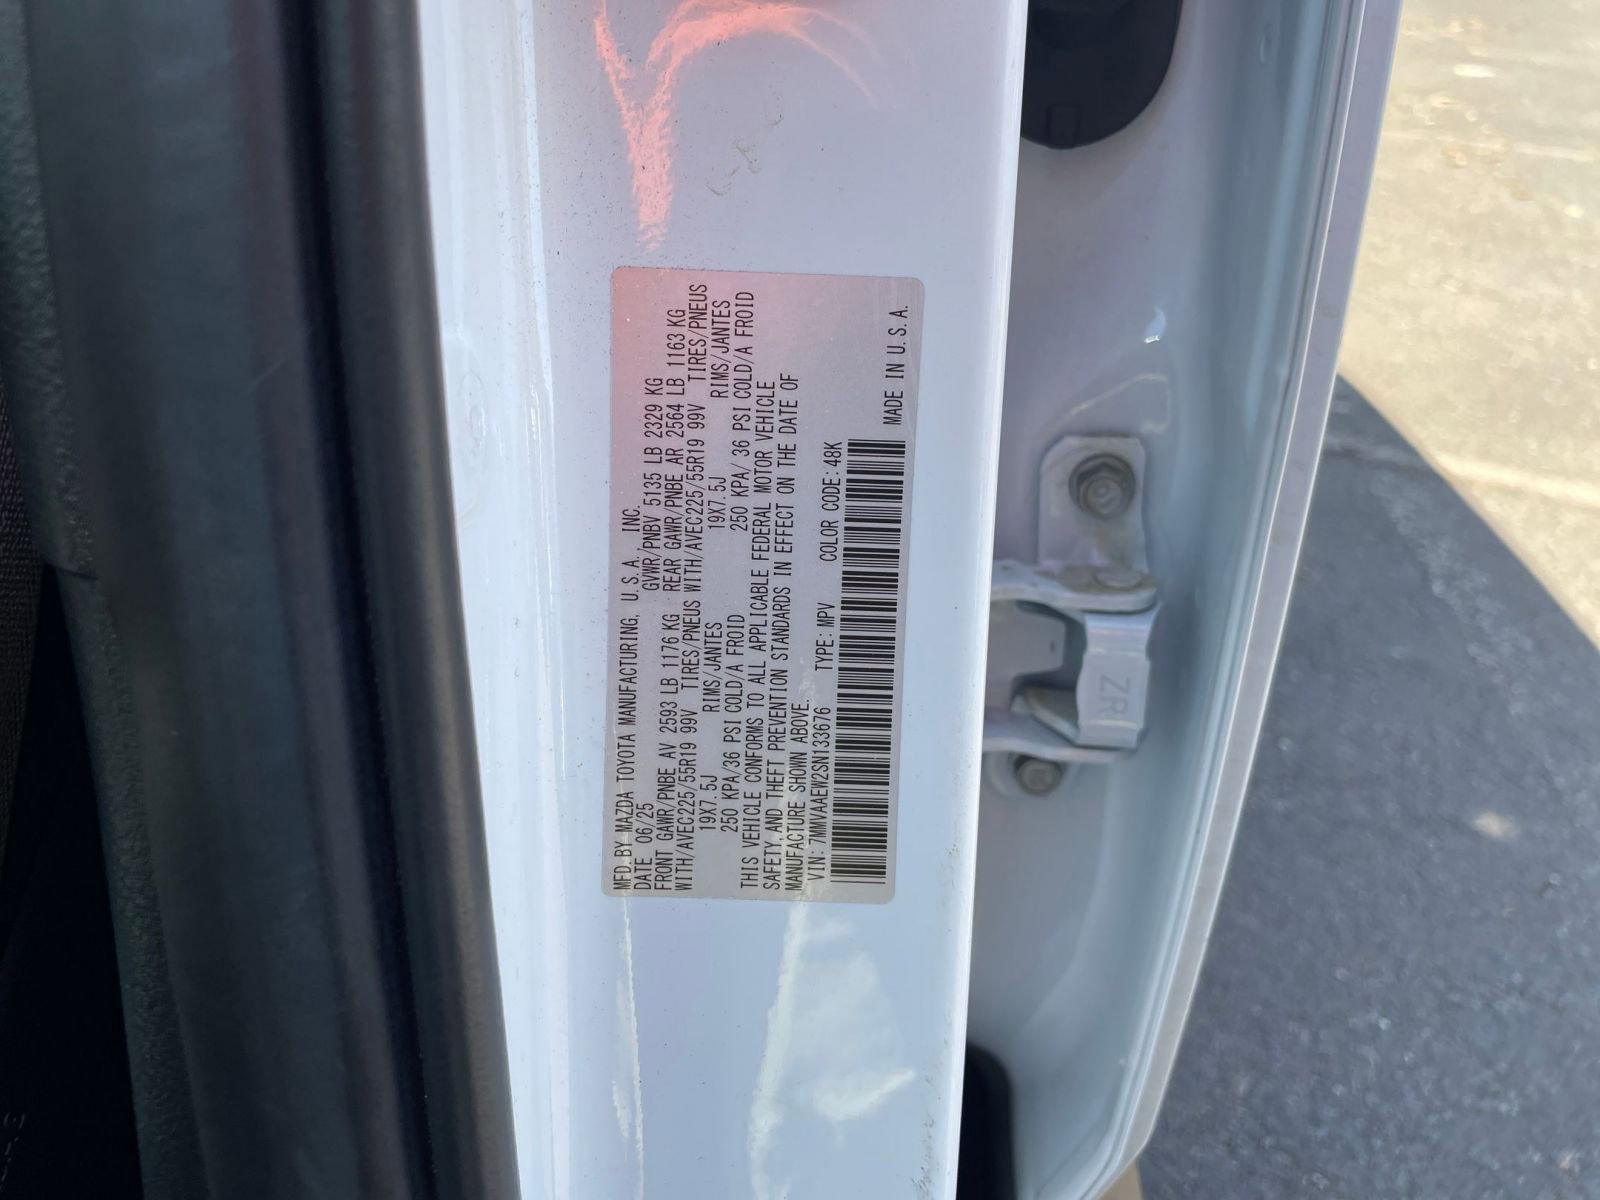 MFD.BY MAZDA TOYOTA MANUFACTURING, U.S.A., INC.
DATE 06/25 GVWR/PNBV 5135 LB 2329 KG
FRONT GAWR/PNBE AV 2593 LB 1176 KG REAR GAWR/PNBE AR 2564 LB 1163 KG
WITH/AVEC225/55R19 99V TIRES/PNEUS WITH/AVEC225/55R19 99V TIRES/PNEUS
19X7.5J RIMS/JANTES 19X7.5J RIMS/JANTES
250 KPA/36 PSI COLD/A FROID 250 KPA/ 36 PSI COLD/A FROID
THIS VEHICLE CONFORMS TO ALL APPLICABLE FEDERAL MOTOR VEHICLE
SAFETY,AND THEFT PREVENTION STANDARDS IN EFFECT ON THE DATE OF
MANUFACTURE SHOWN ABOVE.
VIN:7MMVAAEW2SN133676 TYPE:MPV COLOR CODE:48K
MADE IN U.S.A.
ZR